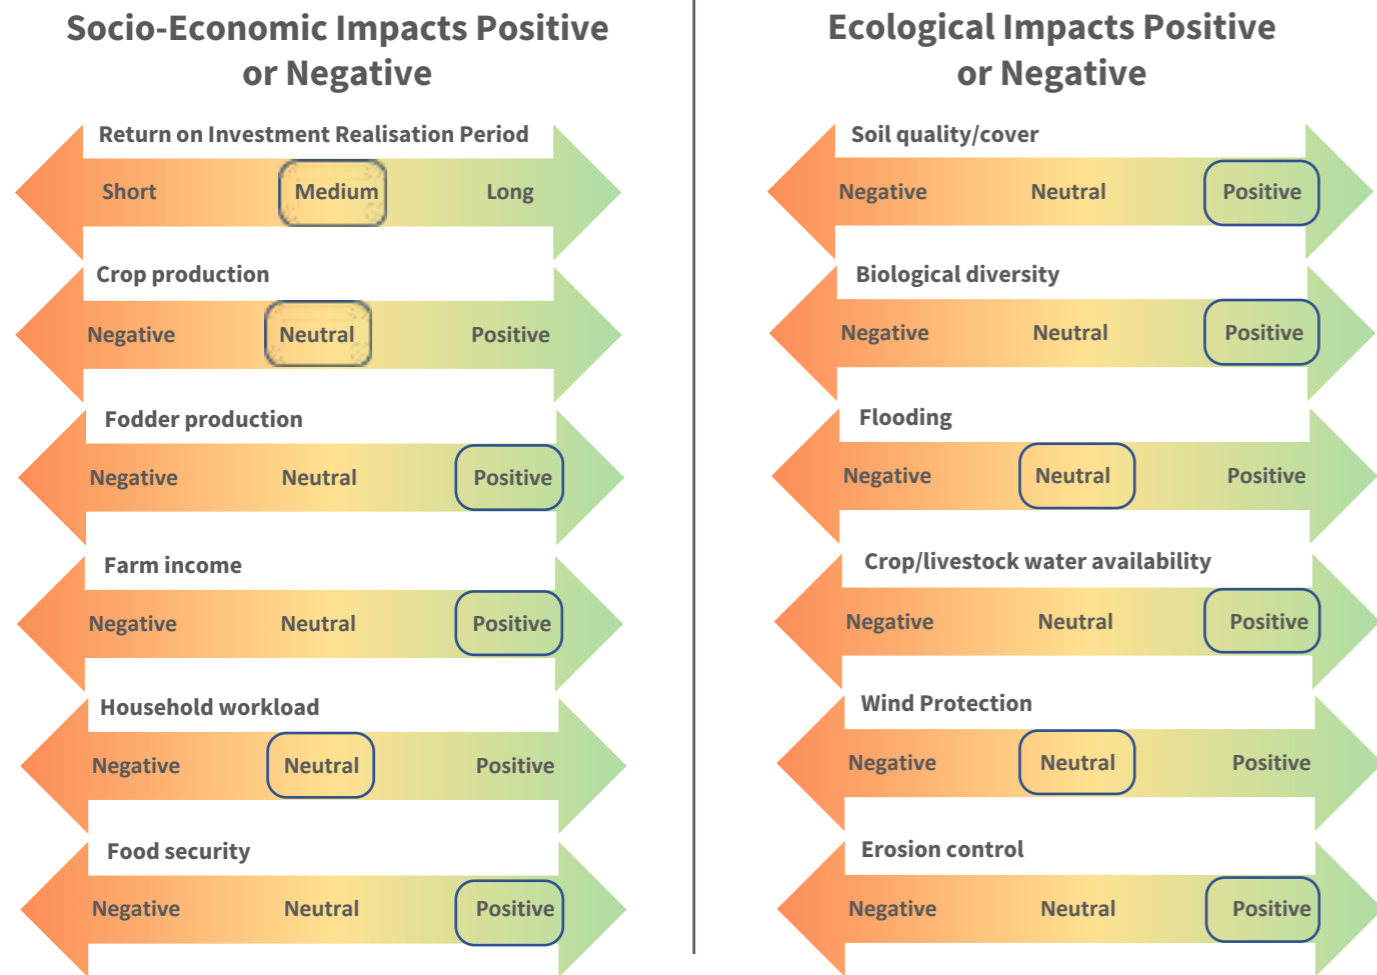 Socio-Economic Impacts Positive
or Negative
Return on Investment Realisation Period
Short Medium Long
Crop production
Negative Neutral Positive
Fodder production
Negative Neutral Positive
Farm income
Negative Neutral Positive
Household workload
Negative Neutral Positive
Food security
Negative Neutral Positive
Ecological Impacts Positive
or Negative
Soil quality/cover
Negative Neutral Positive
Biological diversity
Negative Neutral Positive
Flooding
Negative Neutral Positive
Crop/livestock water availability
Negative Neutral Positive
Wind Protection
Negative Neutral Positive
Erosion control
Negative Neutral Positive